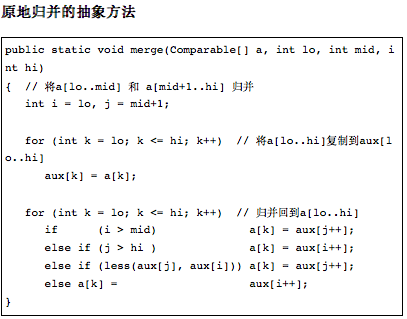 原地归并的抽象方法
public static void merge(Comparable[] a, int lo, int mid, i
nt hi)
{  // 将a[lo..mid] 和 a[mid+1..hi] 归并
   int i = lo, j = mid+1;
   for (int k = lo; k <= hi; k++)  // 将a[lo..hi]复制到aux[l
o..hi]
      aux[k] = a[k];
   for (int k = lo; k <= hi; k++)  // 归并回到a[lo..hi]
      if      (i > mid)              a[k] = aux[j++];
      else if (j > hi )              a[k] = aux[i++];
      else if (less(aux[j], aux[i])) a[k] = aux[j++];
      else a[k] =                    aux[i++];
}